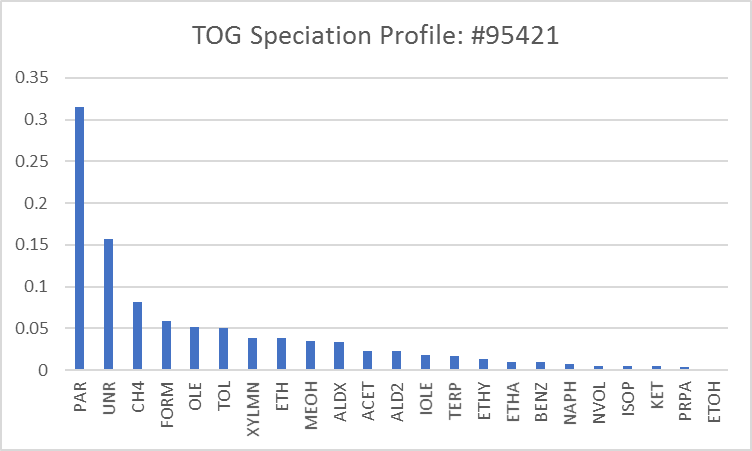 TOG Speciation Profile: #95421
0.35
0.3
0.25
0.2
0.15
0.1
0.05
0
PAR
UNR
CH4
FORM
OLE
TOL
XYLMN
ETH
MEOH
ALDX
ACET
ALD2
IOLE
TERP
ETHY
ETHA
BENZ
NAPH
NVOL
ISOP
KET
PRPA
ETOH